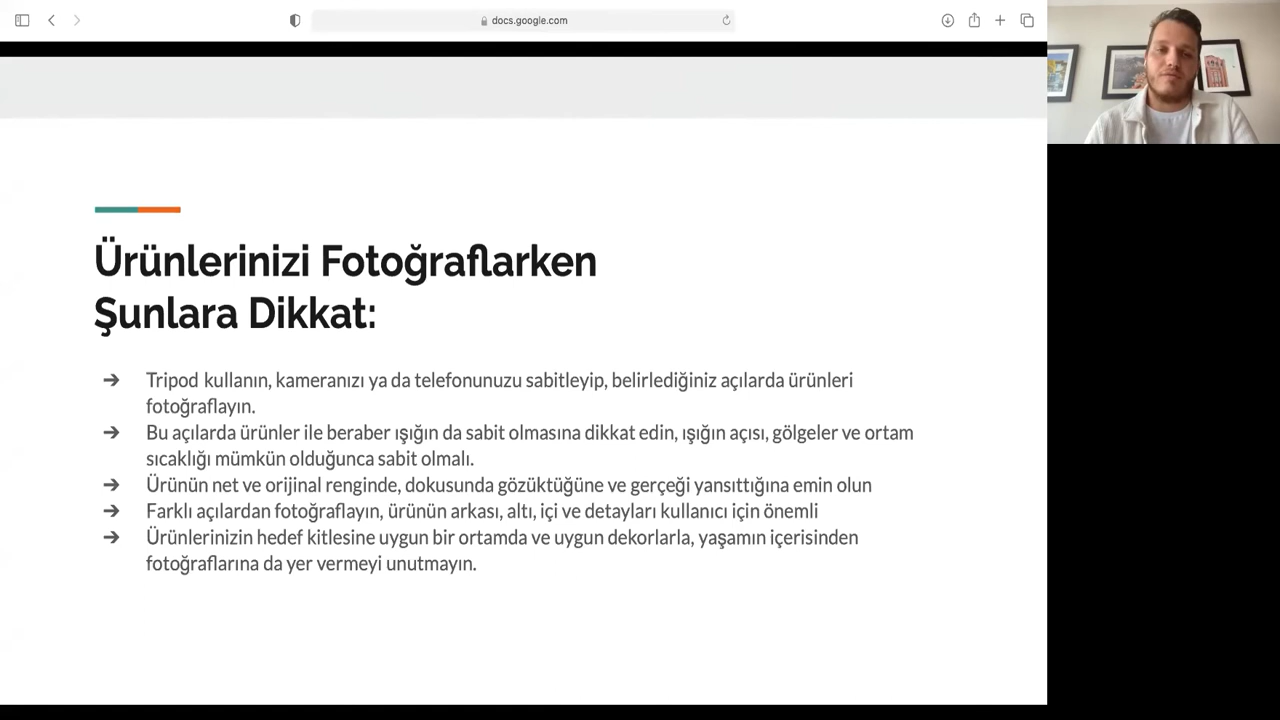 docs.google.com
Ürünlerinizi Fotoğraflarken
Şunlara Dikkat:
➔ Tripod kullanın, kameranızı ya da telefonunuzu sabitleyip, belirlediğiniz açılarda ürünleri
fotoğraflayın.
➔ Bu açılarda ürünler ile beraber ışığın da sabit olmasına dikkat edin, ışığın açısı, gölgeler ve ortam
sıcaklığı mümkün olduğunca sabit olmalı.
➔ Ürünün net ve orijinal renginde, dokusunda gözüktüğüne ve gerçeği yansıttığına emin olun
➔ Farklı açılardan fotoğraflayın, ürünün arkası, altı, içi ve detayları kullanıcı için önemli
➔ Ürünlerinizin hedef kitlesine uygun bir ortamda ve uygun dekorlarla, yaşamın içerisinden
fotoğraflarına da yer vermeyi unutmayın.